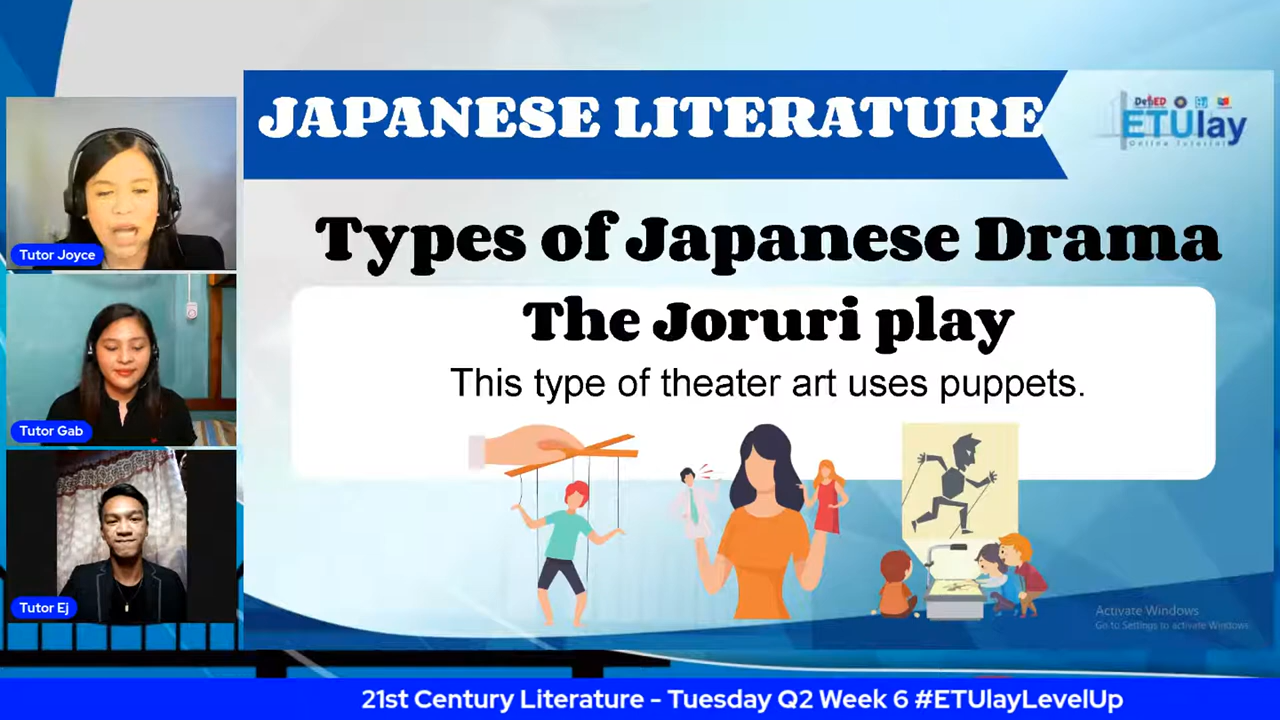 JAPANESE LITERATURE
DepED
ETUlay
Online Tutorial
Types of Japanese Drama
The Joruri play
This type of theater art uses puppets.
Tutor Joyce
Tutor Gab
Tutor Ej
Activate Windows
Go to Settings to activate Windows.
21st Century Literature - Tuesday Q2 Week 6 #ETUlayLevelUp